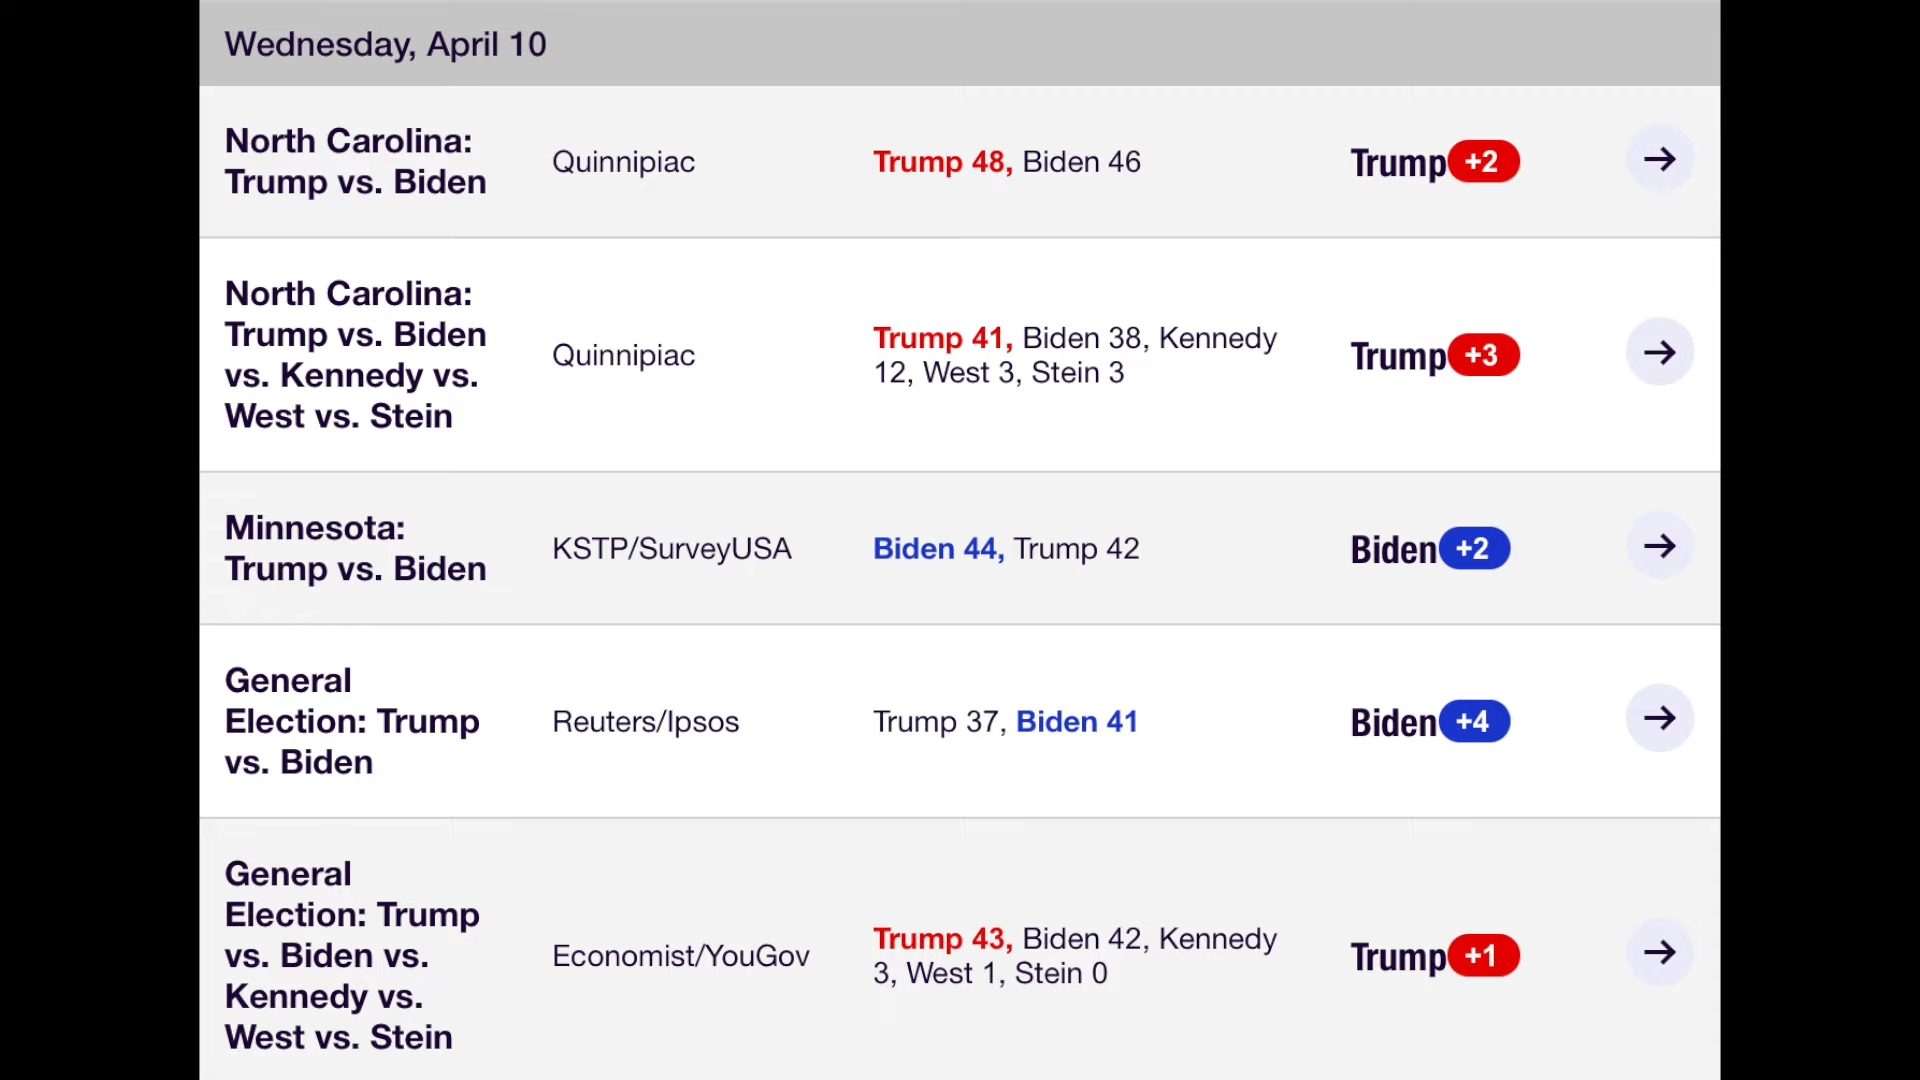 Wednesday, April 10
North Carolina:
Trump vs. Biden
Quinnipiac
Trump 48, Biden 46
Trump +2
North Carolina:
Trump vs. Biden
vs. Kennedy vs.
West vs. Stein
Quinnipiac
Trump 41, Biden 38, Kennedy
12, West 3, Stein 3
Trump +3
Minnesota:
Trump vs. Biden
KSTP/SurveyUSA
Biden 44, Trump 42
Biden +2
General
Election: Trump
vs. Biden
Reuters/Ipsos
Trump 37, Biden 41
Biden +4
General
Election: Trump
vs. Biden vs.
Kennedy vs.
West vs. Stein
Economist/YouGov
Trump 43, Biden 42, Kennedy
3, West 1, Stein 0
Trump +1